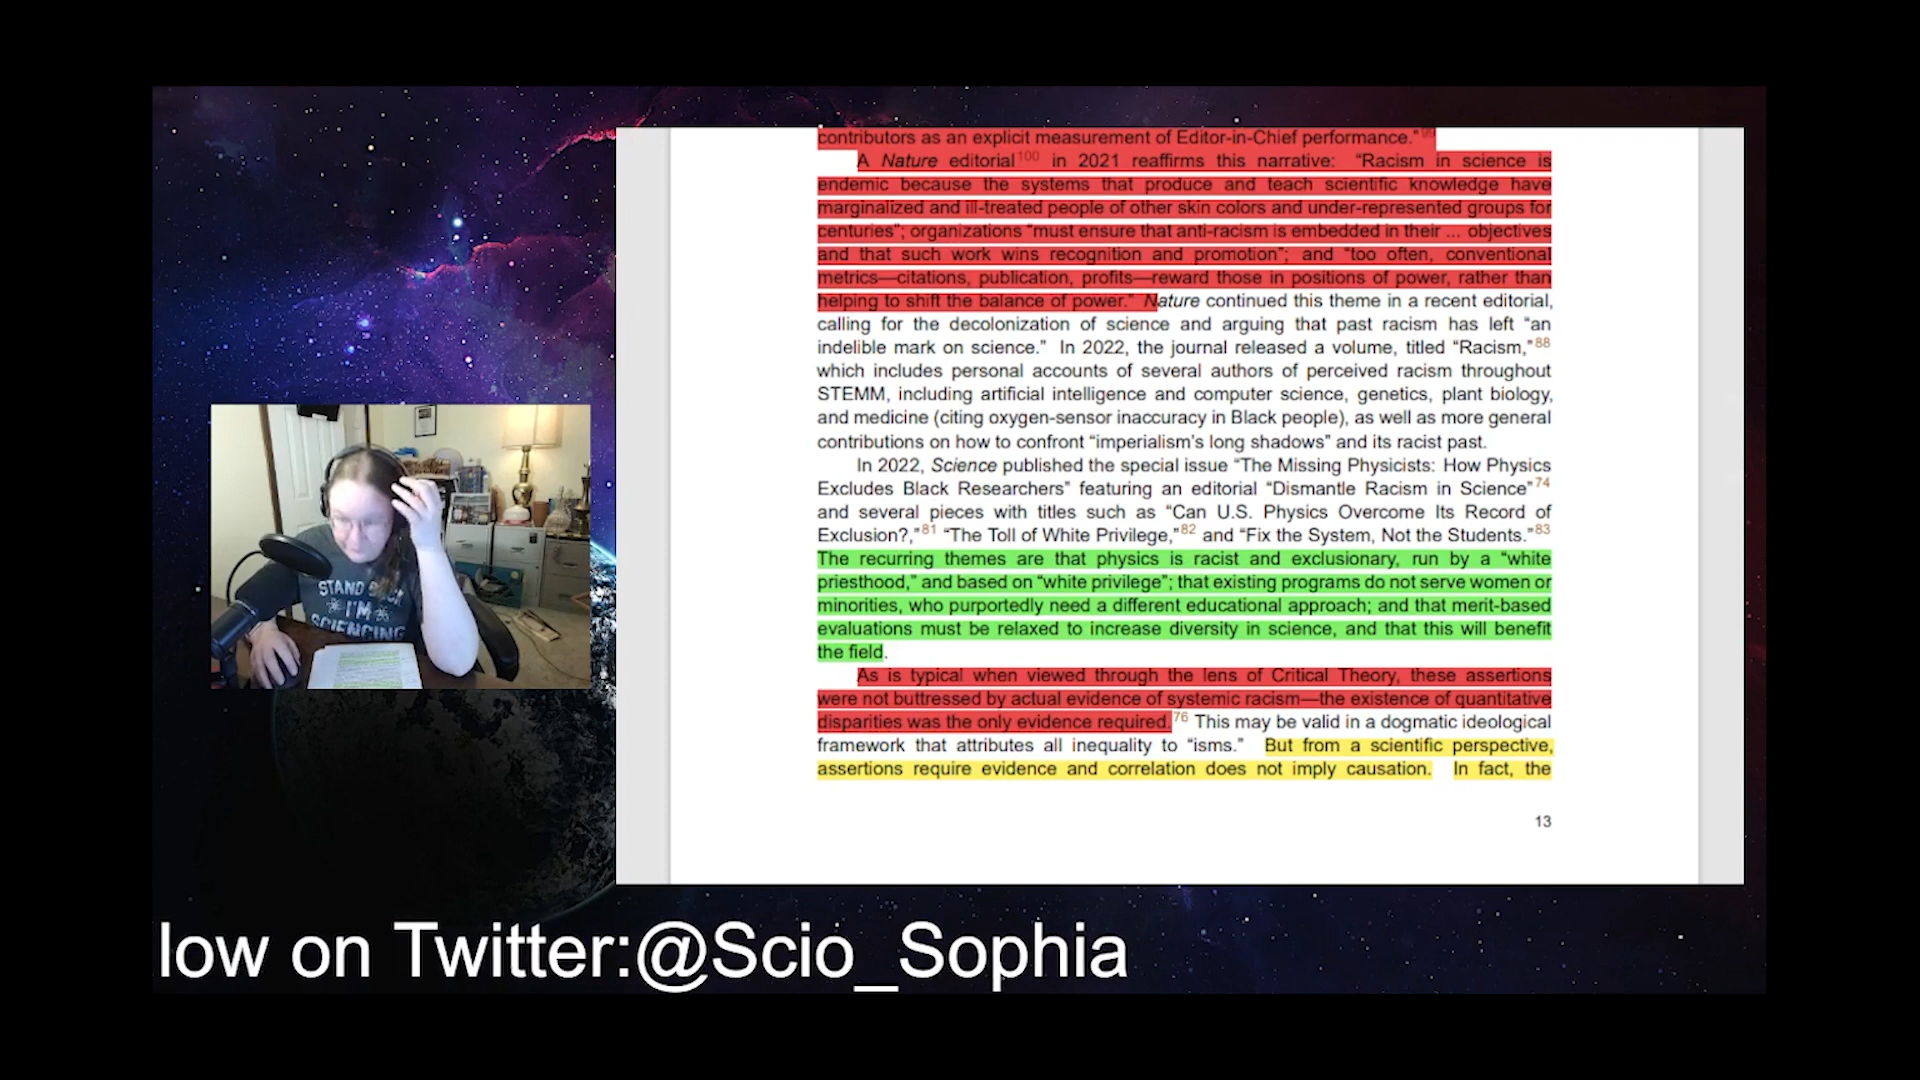 contributors as an explicit measurement of Editor-in-Chief performance."99
A Nature editorial100 in 2021 reaffirms this narrative: "Racism in science is
endemic because the systems that produce and teach scientific knowledge have
marginalized and ill-treated people of other skin colors and under-represented groups for
centuries"; organizations "must ensure that anti-racism is embedded in their ... objectives
and that such work wins recognition and promotion"; and "too often, conventional
metrics—citations, publication, profits—reward those in positions of power, rather than
helping to shift the balance of power." Nature continued this theme in a recent editorial,
calling for the decolonization of science and arguing that past racism has left "an
indelible mark on science." In 2022, the journal released a volume, titled "Racism,"88
which includes personal accounts of several authors of perceived racism throughout
STEMM, including artificial intelligence and computer science, genetics, plant biology,
and medicine (citing oxygen-sensor inaccuracy in Black people), as well as more general
contributions on how to confront "imperialism's long shadows" and its racist past.
In 2022, Science published the special issue "The Missing Physicists: How Physics
Excludes Black Researchers" featuring an editorial "Dismantle Racism in Science"74
and several pieces with titles such as "Can U.S. Physics Overcome Its Record of
Exclusion?,"81 "The Toll of White Privilege,"82 and "Fix the System, Not the Students."83
The recurring themes are that physics is racist and exclusionary, run by a "white
priesthood," and based on "white privilege"; that existing programs do not serve women or
minorities, who purportedly need a different educational approach; and that merit-based
evaluations must be relaxed to increase diversity in science, and that this will benefit
the field.
As is typical when viewed through the lens of Critical Theory, these assertions
were not buttressed by actual evidence of systemic racism—the existence of quantitative
disparities was the only evidence required.76 This may be valid in a dogmatic ideological
framework that attributes all inequality to "isms." But from a scientific perspective,
assertions require evidence and correlation does not imply causation. In fact, the
13
STAND
I'M
SCIENCING
low on Twitter:@Scio_Sophia